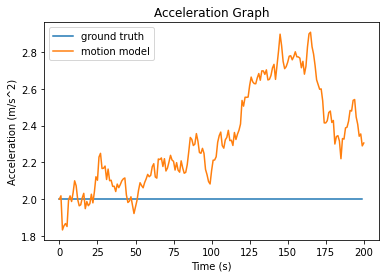 Acceleration Graph
ground truth
motion model
Acceleration (m/s^2)
2.8
2.6
2.4
2.2
2.0
1.8
0 25 50 75 100 125 150 175 200
Time (s)